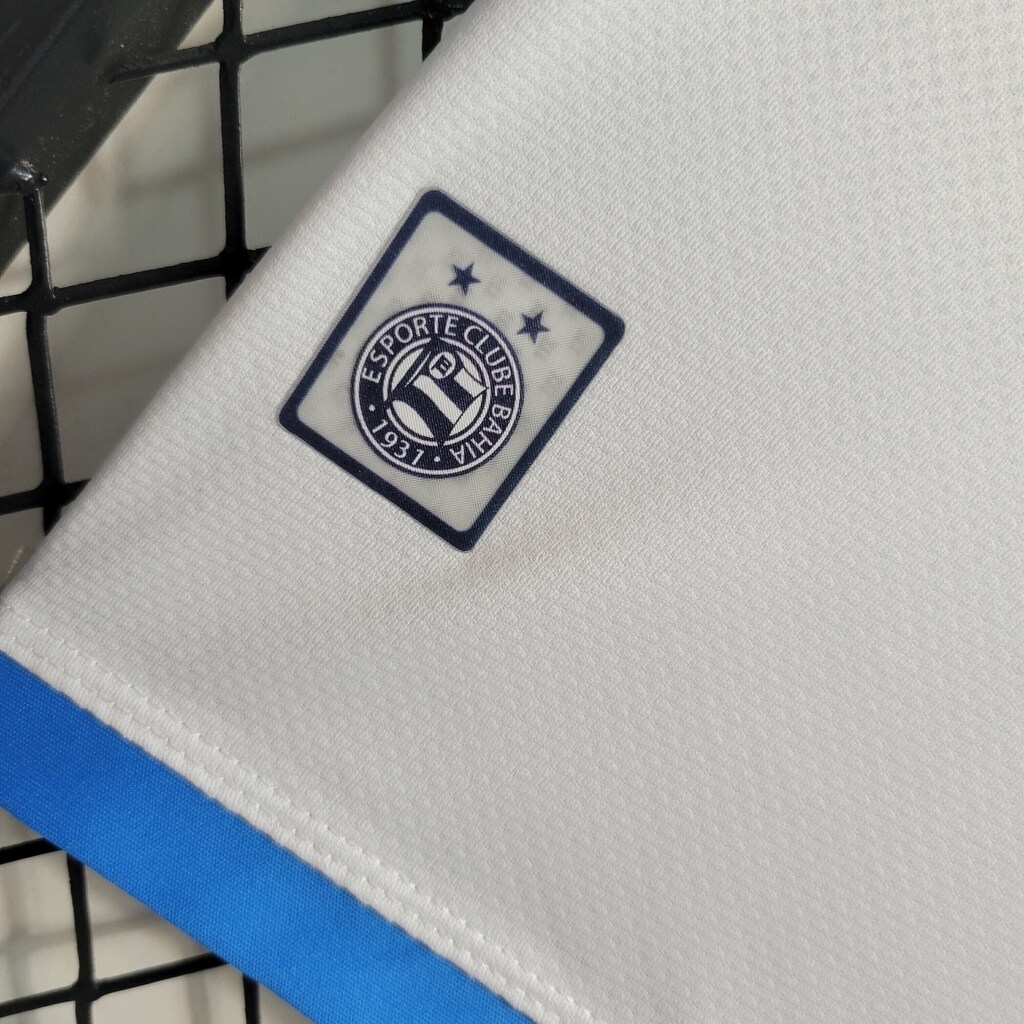 ESPORTE CLUBE BAHIA
• 1931 •